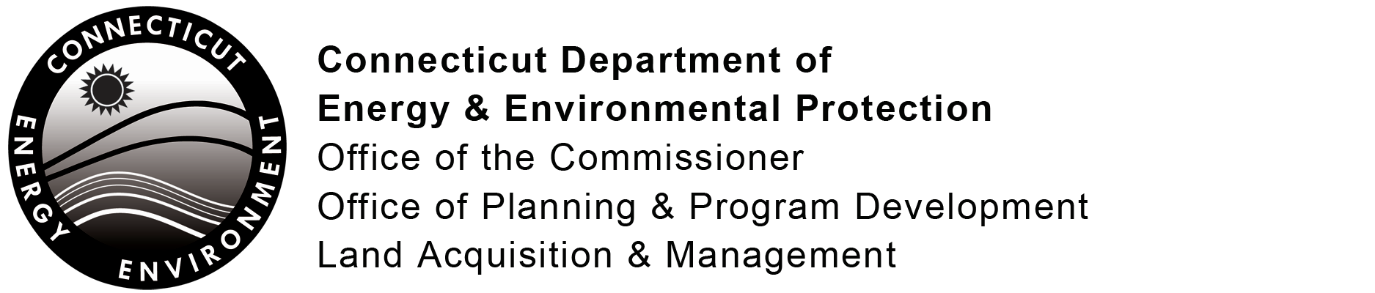 CONNECTICUT
ENERGY
ENVIRONMENT
Connecticut Department of
Energy & Environmental Protection
Office of the Commissioner
Office of Planning & Program Development
Land Acquisition & Management